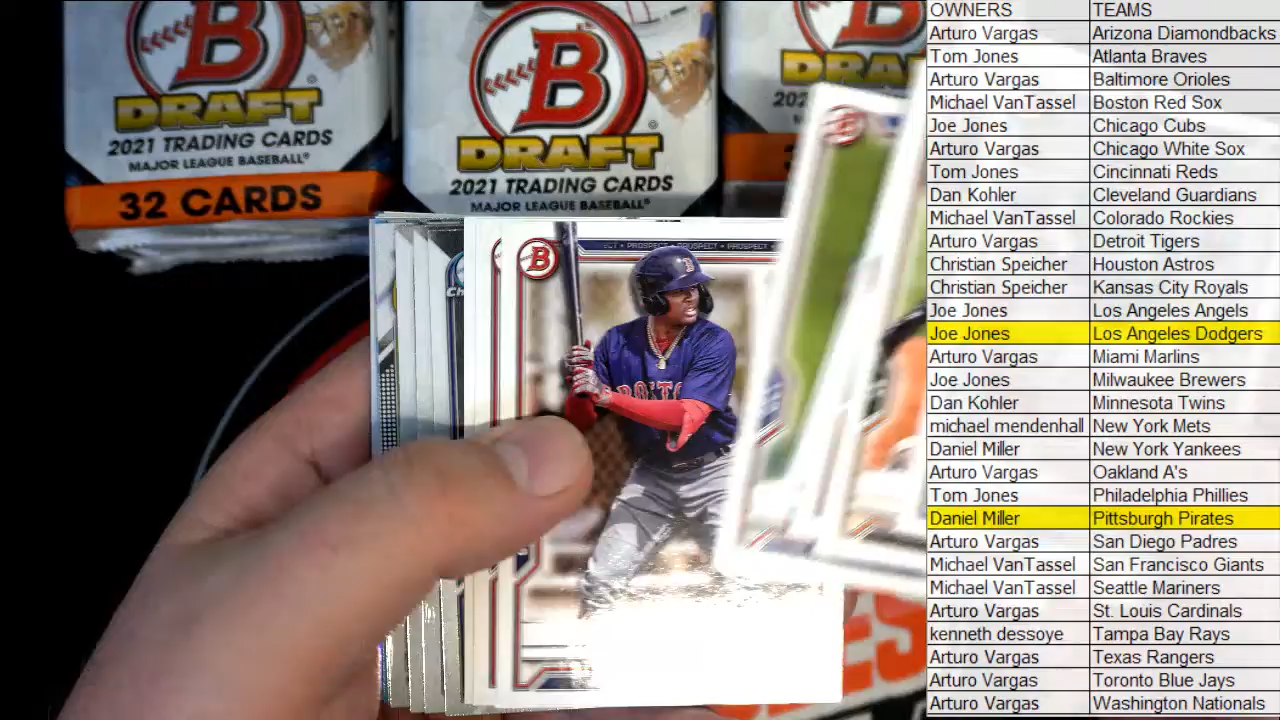 B
DRAFT
2021 TRADING CARDS
MAJOR LEAGUE BASEBALL®
32 CARDS
B
DRAFT
2021 TRADING CARDS
MAJOR LEAGUE BASEBALL®
DRA
202
B
PROSPECT • PROSPECT • PROSPECT
B
BOSTO
Ch
ES
OWNERS TEAMS
Arturo Vargas Arizona Diamondbacks
Tom Jones Atlanta Braves
Arturo Vargas Baltimore Orioles
Michael VanTassel Boston Red Sox
Joe Jones Chicago Cubs
Arturo Vargas Chicago White Sox
Tom Jones Cincinnati Reds
Dan Kohler Cleveland Guardians
Michael VanTassel Colorado Rockies
Arturo Vargas Detroit Tigers
Christian Speicher Houston Astros
Christian Speicher Kansas City Royals
Joe Jones Los Angeles Angels
Joe Jones Los Angeles Dodgers
Arturo Vargas Miami Marlins
Joe Jones Milwaukee Brewers
Dan Kohler Minnesota Twins
michael mendenhall New York Mets
Daniel Miller New York Yankees
Arturo Vargas Oakland A's
Tom Jones Philadelphia Phillies
Daniel Miller Pittsburgh Pirates
Arturo Vargas San Diego Padres
Michael VanTassel San Francisco Giants
Michael VanTassel Seattle Mariners
Arturo Vargas St. Louis Cardinals
kenneth dessoye Tampa Bay Rays
Arturo Vargas Texas Rangers
Arturo Vargas Toronto Blue Jays
Arturo Vargas Washington Nationals